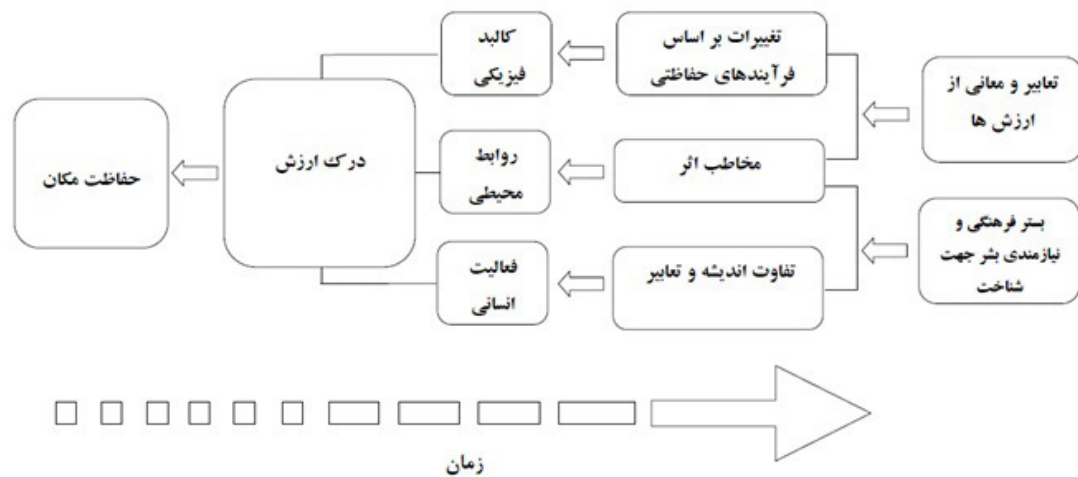 تعابیر و معانی از
ارزش ها
بستر فرهنگی و
نیازمندی بشر جهت
شناخت
تغییرات بر اساس
فرآیندهای حفاظتی
مخاطب اثر
تفاوت اندیشه و تعابیر
کالبد
فیزیکی
روابط
محیطی
فعالیت
انسانی
درک ارزش
حفاظت مکان
زمان